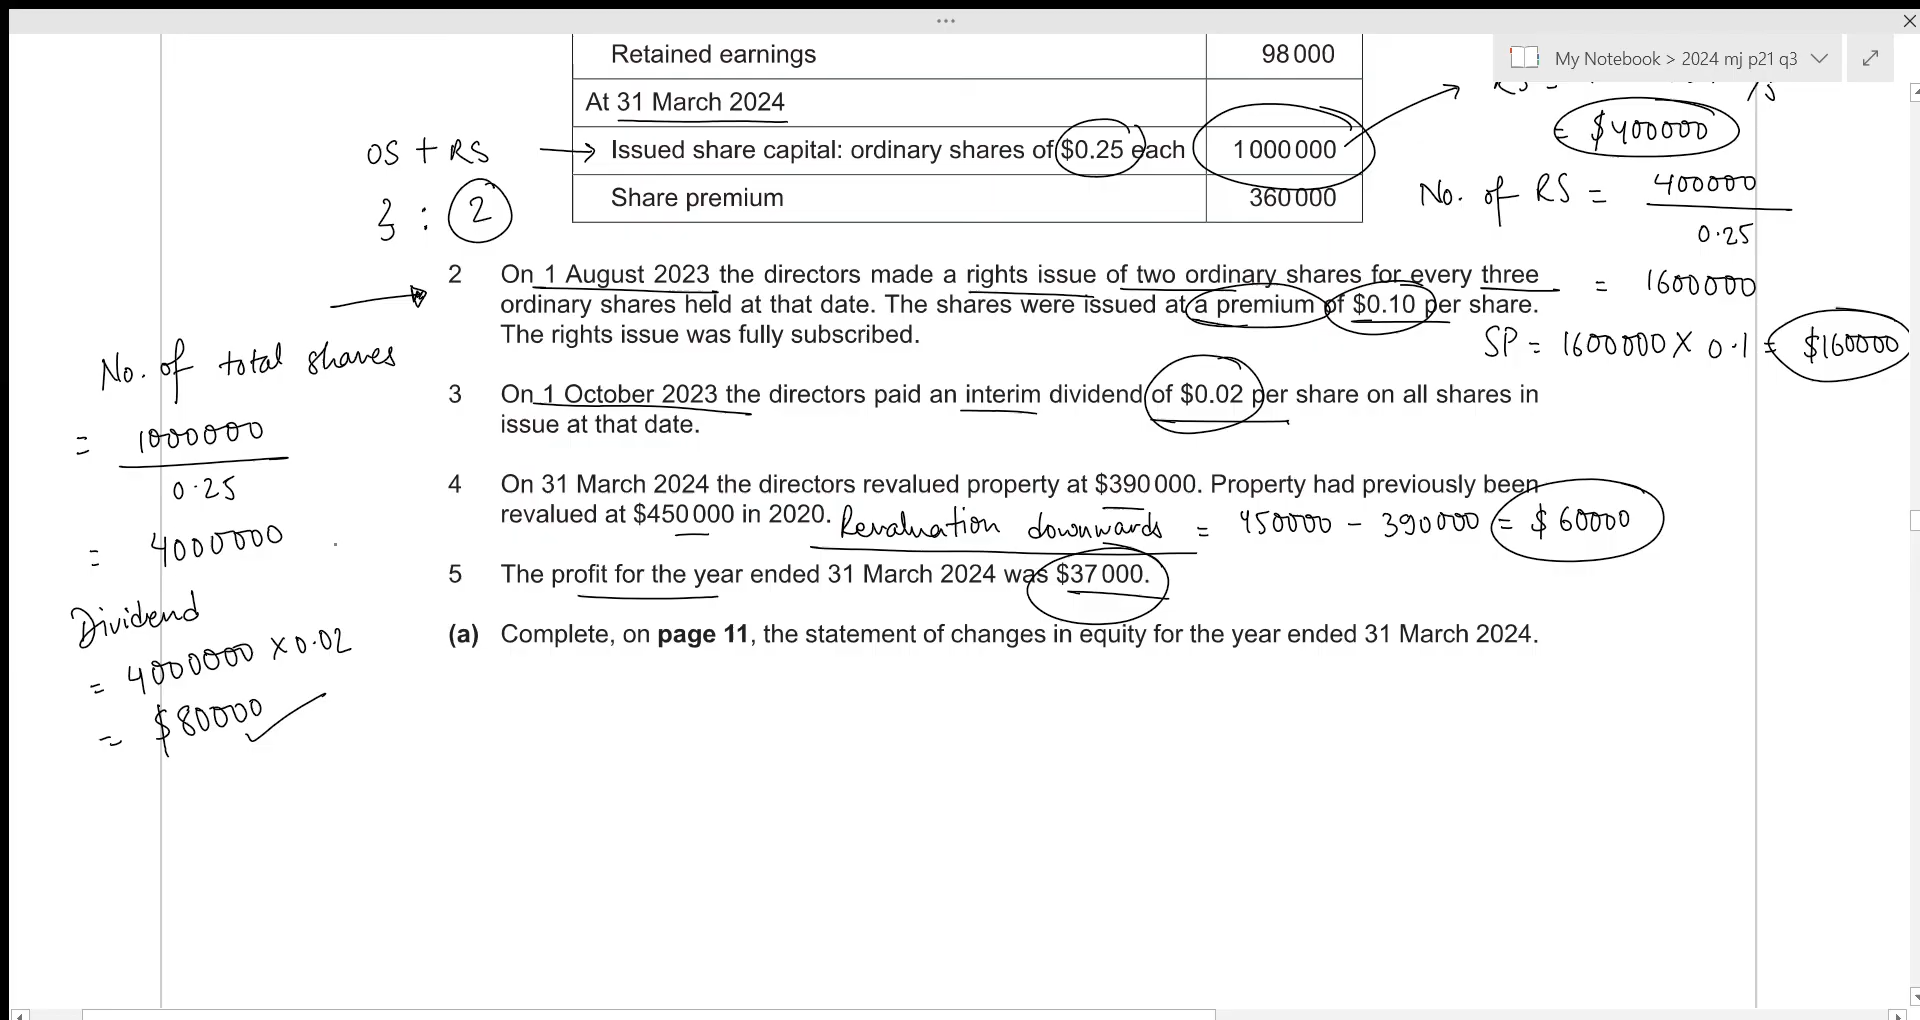 My Notebook > 2024 mj p21 q3
Retained earnings 98 000
At 31 March 2024
Issued share capital: ordinary shares of $0.25 each 1 000 000
Share premium 360 000
OS + RS
3 : 2
= $400000
No. of RS = 400000
0.25
= 1600000
SP = 1600000 X 0.1 = $160000
2 On 1 August 2023 the directors made a rights issue of two ordinary shares for every three
ordinary shares held at that date. The shares were issued at a premium of $0.10 per share.
The rights issue was fully subscribed.
3 On 1 October 2023 the directors paid an interim dividend of $0.02 per share on all shares in
issue at that date.
4 On 31 March 2024 the directors revalued property at $390 000. Property had previously been
revalued at $450 000 in 2020. Revaluation downwards = 450000 - 390000 = $60000
5 The profit for the year ended 31 March 2024 was $37 000.
(a) Complete, on page 11, the statement of changes in equity for the year ended 31 March 2024.
No. of total shares
= 1000000
0.25
= 4000000
Dividend
= 4000000 X 0.02
= $80000